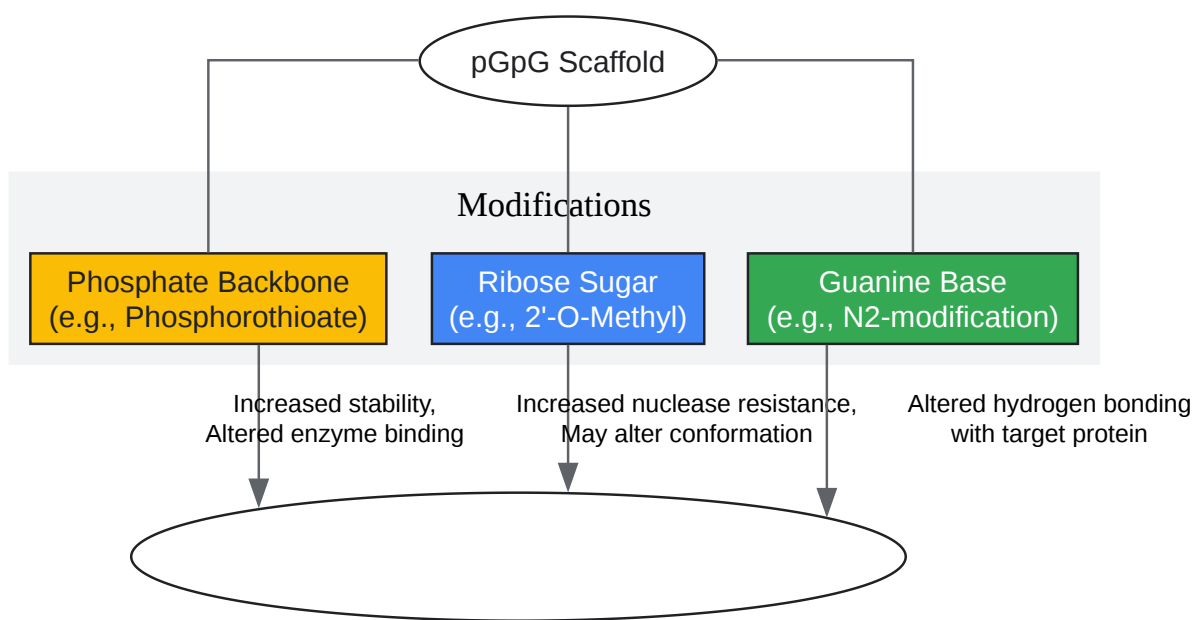 pGpG Scaffold
Modifications
Phosphate Backbone
(e.g., Phosphorothioate)
Ribose Sugar
(e.g., 2'-O-Methyl)
Guanine Base
(e.g., N2-modification)
Increased stability,
Altered enzyme binding
Increased nuclease resistance,
May alter conformation
Altered hydrogen bonding
with target protein